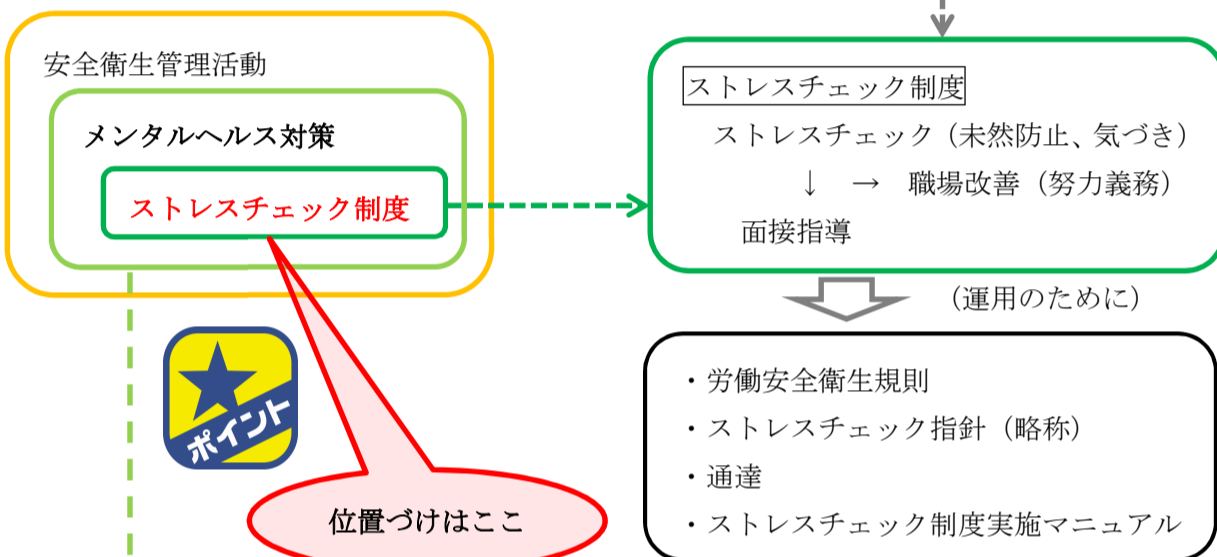 安全衛生管理活動
メンタルヘルス対策
ストレスチェック制度
ポイント
位置づけはここ
ストレスチェック制度
ストレスチェック（未然防止、気づき）
↓ → 職場改善（努力義務）
面接指導
（運用のために）
・労働安全衛生規則
・ストレスチェック指針（略称）
・通達
・ストレスチェック制度実施マニュアル